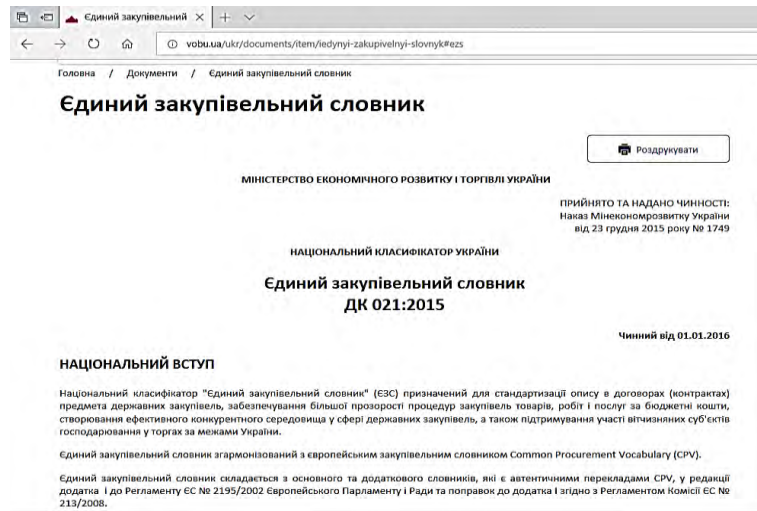 Єдиний закупівельний
vobu.ua/ukr/documents/item/iedynyi-zakupivelnyi-slovnyk#ezs
Головна / Документи / Єдиний закупівельний словник
Єдиний закупівельний словник
Роздрукувати
МІНІСТЕРСТВО ЕКОНОМІЧНОГО РОЗВИТКУ І ТОРГІВЛІ УКРАЇНИ
ПРИЙНЯТО ТА НАДАНО ЧИННОСТІ:
Наказ Мінекономрозвитку України
від 23 грудня 2015 року № 1749
НАЦІОНАЛЬНИЙ КЛАСИФІКАТОР УКРАЇНИ
Єдиний закупівельний словник
ДК 021:2015
Чинний від 01.01.2016
НАЦІОНАЛЬНИЙ ВСТУП
Національний класифікатор "Єдиний закупівельний словник" (ЄЗС) призначений для стандартизації опису в договорах (контрактах)
предмета державних закупівель, забезпечування більшої прозорості процедур закупівель товарів, робіт і послуг за бюджетні кошти,
створювання ефективного конкурентного середовища у сфері державних закупівель, а також підтримування участі вітчизняних суб'єктів
господарювання у торгах за межами України.
Єдиний закупівельний словник згармонізований з європейським закупівельним словником Common Procurement Vocabulary (CPV).
Єдиний закупівельний словник складається з основного та додаткового словників, які є автентичними перекладами CPV, у редакції
додатка І до Регламенту ЄС № 2195/2002 Європейського Парламенту і Ради та поправок до додатка І згідно з Регламентом Комісії ЄС №
213/2008.